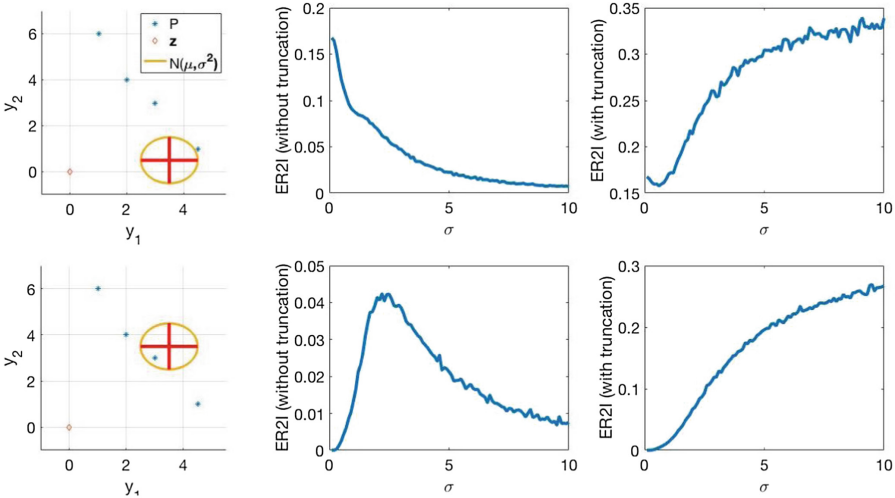 P
z
N(μ,σ²)
6
4
2
0
y₂
0 2 4
y₁
0.2
0.15
0.1
0.05
0
ER2I (without truncation)
0 5 10
σ
0.35
0.3
0.25
0.2
0.15
ER2I (with truncation)
0 5 10
σ
6
4
2
0
y₂
0 2 4
y₁
0.05
0.04
0.03
0.02
0.01
0
ER2I (without truncation)
0 5 10
σ
0.3
0.2
0.1
0
ER2I (with truncation)
0 5 10
σ